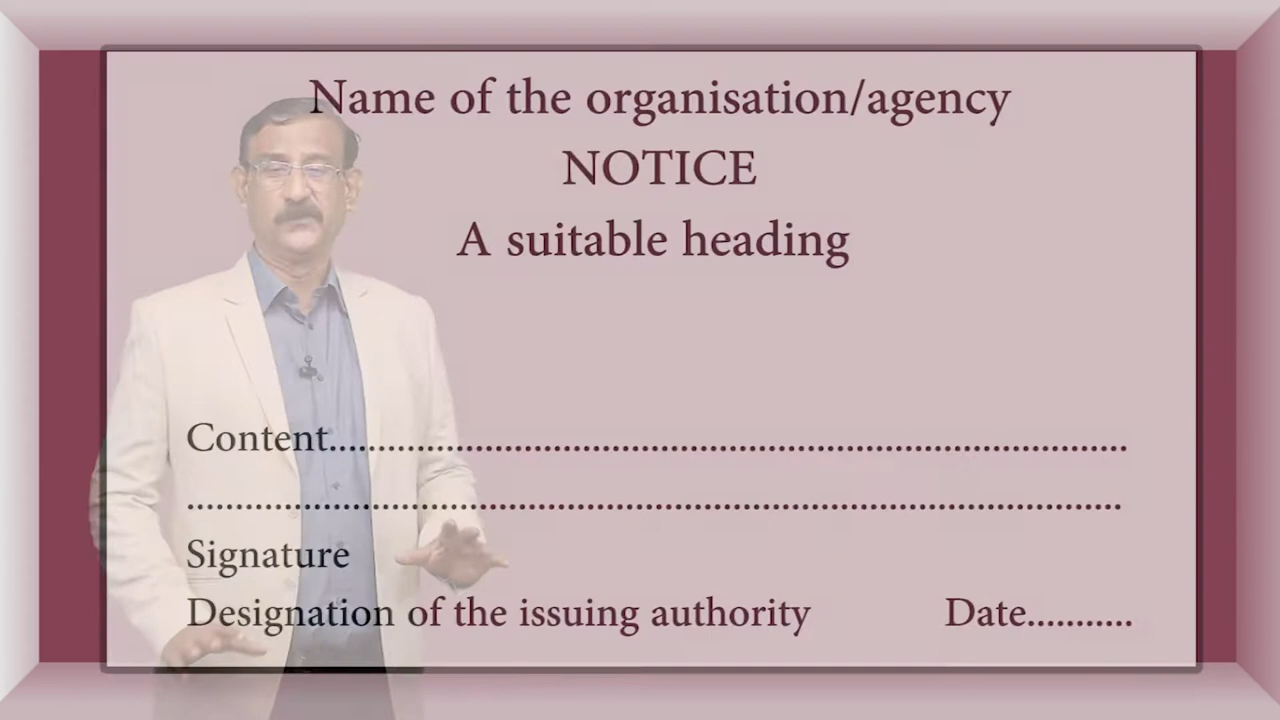 Name of the organisation/agency
NOTICE
A suitable heading
Content...................................................................
..............................................................................
Signature
Designation of the issuing authority Date...........